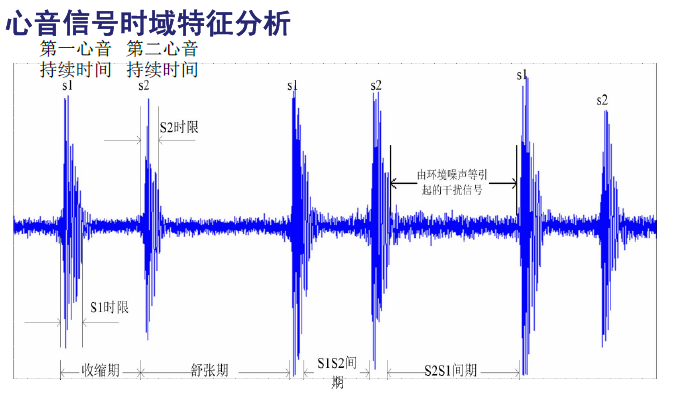 心音信号时域特征分析
第一心音 第二心音
持续时间 持续时间
s1
s2
s1
s2
s1
s2
S2时限
由环境噪声等引
起的干扰信号
S1时限
收缩期
舒张期
S1S2间
期
S2S1间期